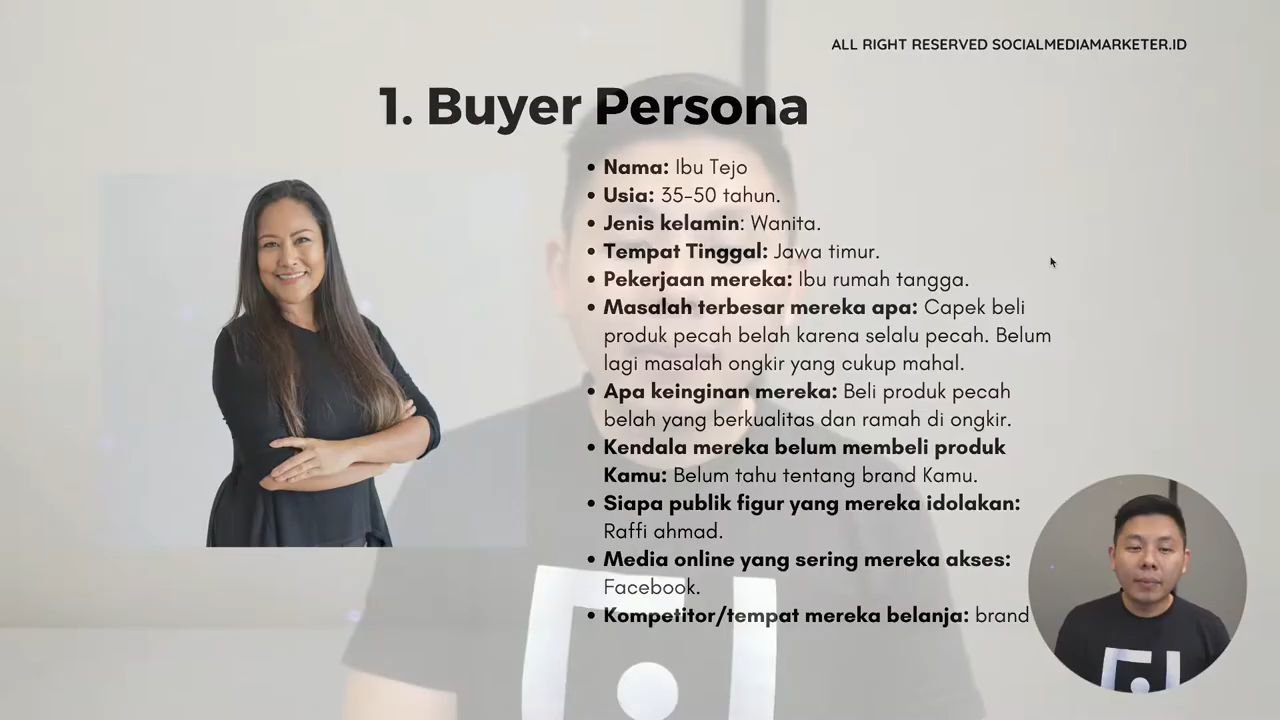 ALL RIGHT RESERVED SOCIALMEDIAMARKETER.ID
1. Buyer Persona
• Nama: Ibu Tejo
• Usia: 35-50 tahun.
• Jenis kelamin: Wanita.
• Tempat Tinggal: Jawa timur.
• Pekerjaan mereka: Ibu rumah tangga.
• Masalah terbesar mereka apa: Capek beli
produk pecah belah karena selalu pecah. Belum
lagi masalah ongkir yang cukup mahal.
• Apa keinginan mereka: Beli produk pecah
belah yang berkualitas dan ramah di ongkir.
• Kendala mereka belum membeli produk
Kamu: Belum tahu tentang brand Kamu.
• Siapa publik figur yang mereka idolakan:
Raffi ahmad.
• Media online yang sering mereka akses:
Facebook.
• Kompetitor/tempat mereka belanja: brand